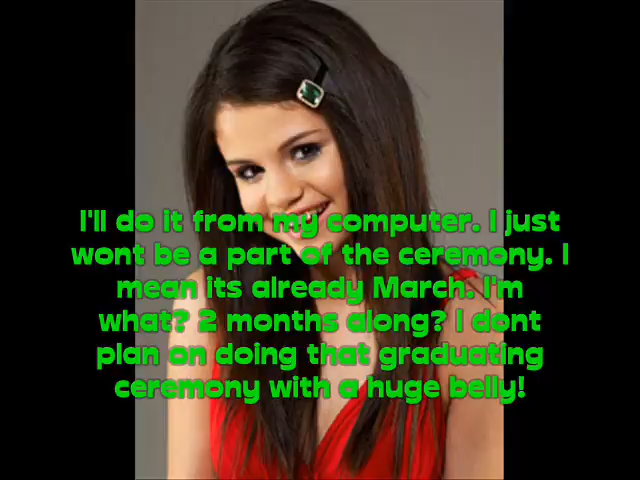 I'll do it from my computer. I just
wont be a part of the ceremony. I
mean its already March. I'm
what? 2 months along? I dont
plan on doing that graduating
ceremony with a huge belly!